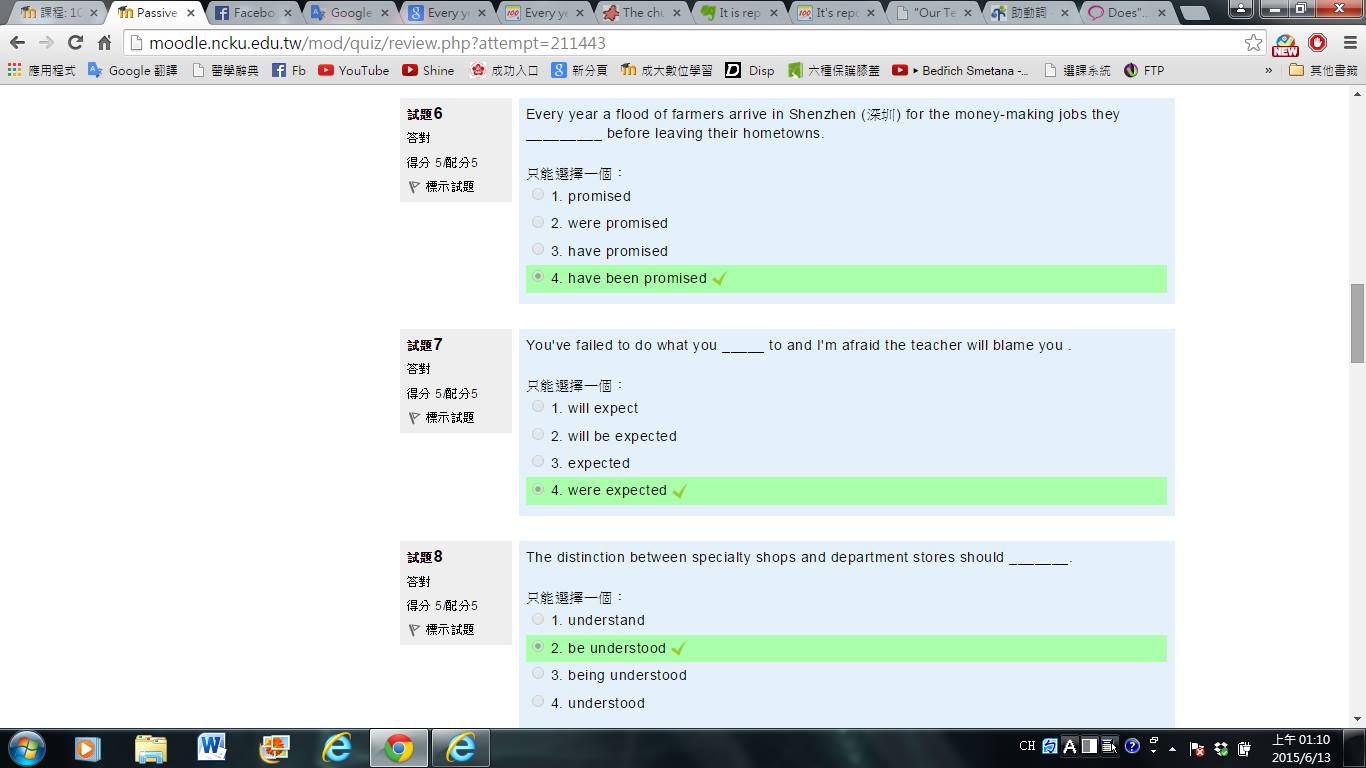 課程: 10
Passive
Facebo
Google
Every y
Every ye
The chu
It is rep
It's repo
"Our Te
助動詞
Does"..
moodle.ncku.edu.tw/mod/quiz/review.php?attempt=211443
NEW
應用程式
Google 翻譯
醫學辭典
Fb
YouTube
Shine
成功入口
新分頁
成大數位學習
Disp
六種保護膝蓋
▸ Bedřich Smetana -...
選課系統
FTP
»
其他書籤
試題6
答對
得分 5/配分5
標示試題
Every year a flood of farmers arrive in Shenzhen (深圳) for the money-making jobs they
_________ before leaving their hometowns.
只能選擇一個：
1. promised
2. were promised
3. have promised
4. have been promised
試題7
答對
得分 5/配分5
標示試題
You've failed to do what you _____ to and I'm afraid the teacher will blame you .
只能選擇一個：
1. will expect
2. will be expected
3. expected
4. were expected
試題8
答對
得分 5/配分5
標示試題
The distinction between specialty shops and department stores should _______.
只能選擇一個：
1. understand
2. be understood
3. being understood
4. understood
CH
上午 01:10
2015/6/13